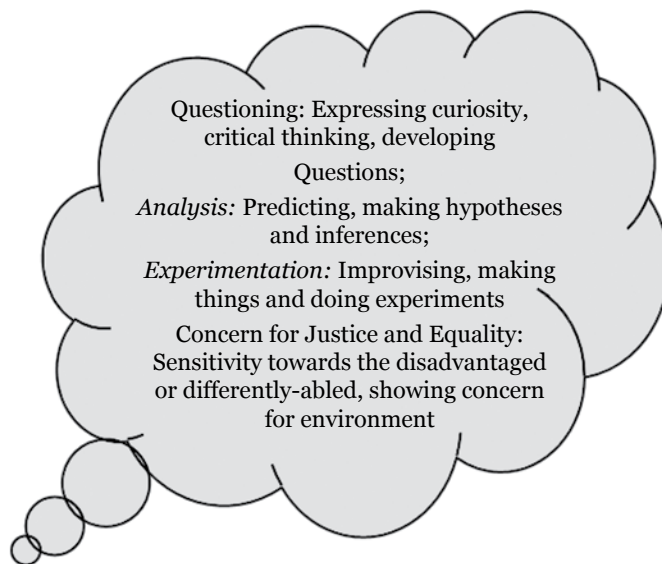 Questioning: Expressing curiosity,
critical thinking, developing
Questions;
Analysis: Predicting, making hypotheses
and inferences;
Experimentation: Improvising, making
things and doing experiments
Concern for Justice and Equality:
Sensitivity towards the disadvantaged
or differently-abled, showing concern
for environment